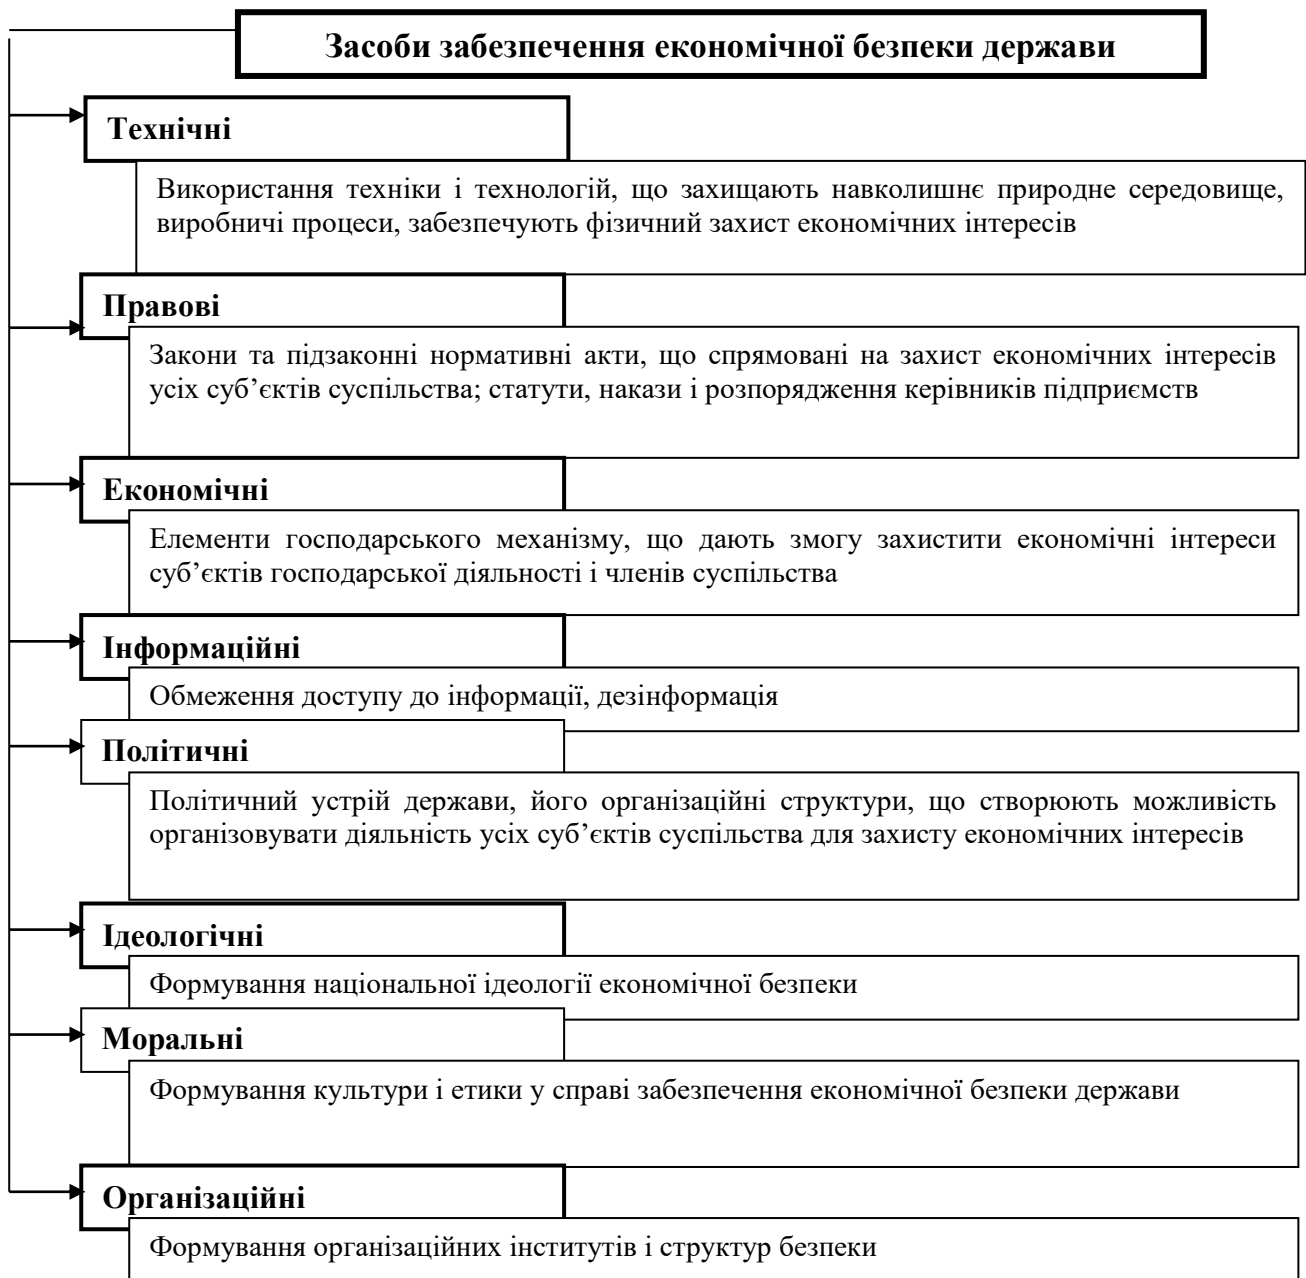 Засоби забезпечення економічної безпеки держави
Технічні
Використання техніки і технологій, що захищають навколишнє природне середовище,
виробничі процеси, забезпечують фізичний захист економічних інтересів
Правові
Закони та підзаконні нормативні акти, що спрямовані на захист економічних інтересів
усіх суб’єктів суспільства; статути, накази і розпорядження керівників підприємств
Економічні
Елементи господарського механізму, що дають змогу захистити економічні інтереси
суб’єктів господарської діяльності і членів суспільства
Інформаційні
Обмеження доступу до інформації, дезінформація
Політичні
Політичний устрій держави, його організаційні структури, що створюють можливість
організовувати діяльність усіх суб’єктів суспільства для захисту економічних інтересів
Ідеологічні
Формування національної ідеології економічної безпеки
Моральні
Формування культури і етики у справі забезпечення економічної безпеки держави
Організаційні
Формування організаційних інститутів і структур безпеки